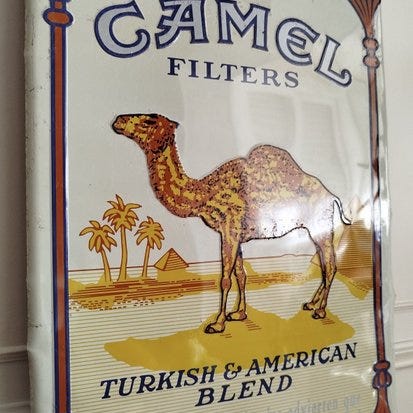 CAMEL
FILTERS
TURKISH & AMERICAN
BLEND